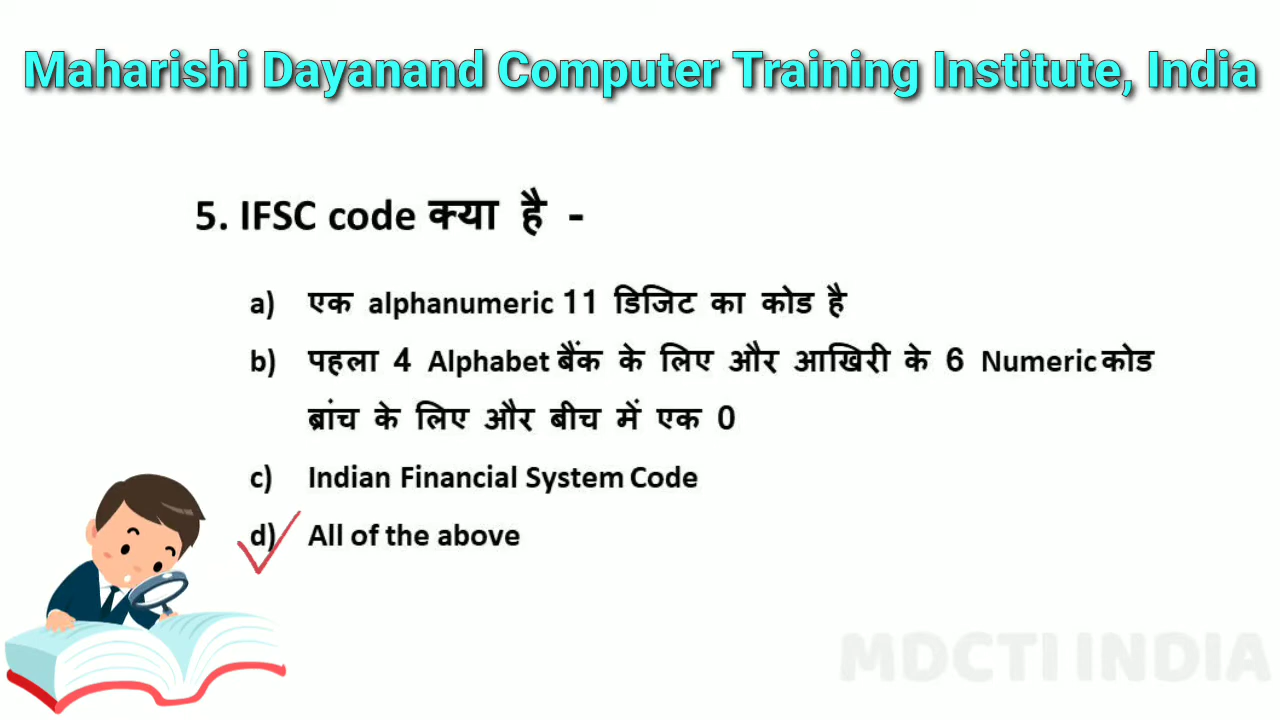 Maharishi Dayanand Computer Training Institute, India
5. IFSC code क्या है -
a) एक alphanumeric 11 डिजिट का कोड है
b) पहला 4 Alphabet बैंक के लिए और आखिरी के 6 Numeric कोड
ब्रांच के लिए और बीच में एक 0
c) Indian Financial System Code
d) All of the above
MDCTI INDIA